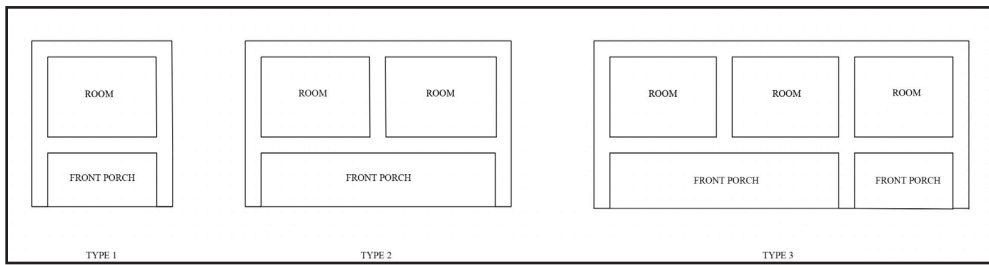 ROOM
FRONT PORCH
TYPE 1
ROOM ROOM
FRONT PORCH
TYPE 2
ROOM ROOM ROOM
FRONT PORCH FRONT PORCH
TYPE 3